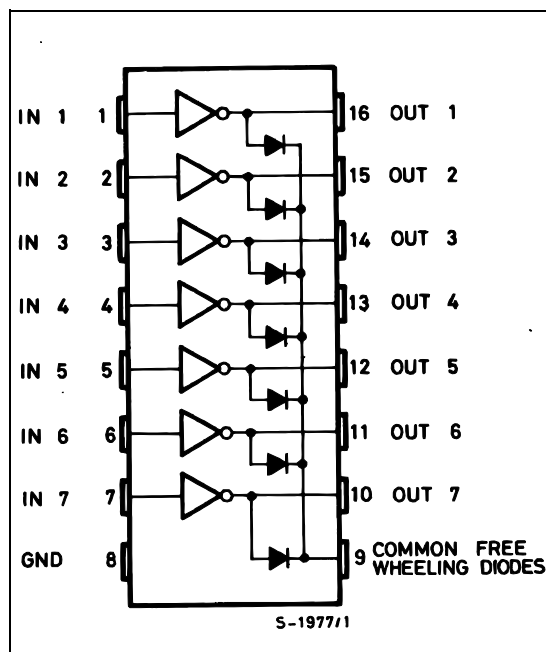 IN 1 1 16 OUT 1
IN 2 2 15 OUT 2
IN 3 3 14 OUT 3
IN 4 4 13 OUT 4
IN 5 5 12 OUT 5
IN 6 6 11 OUT 6
IN 7 7 10 OUT 7
GND 8 9 COMMON FREE
WHEELING DIODES
S-1977/1